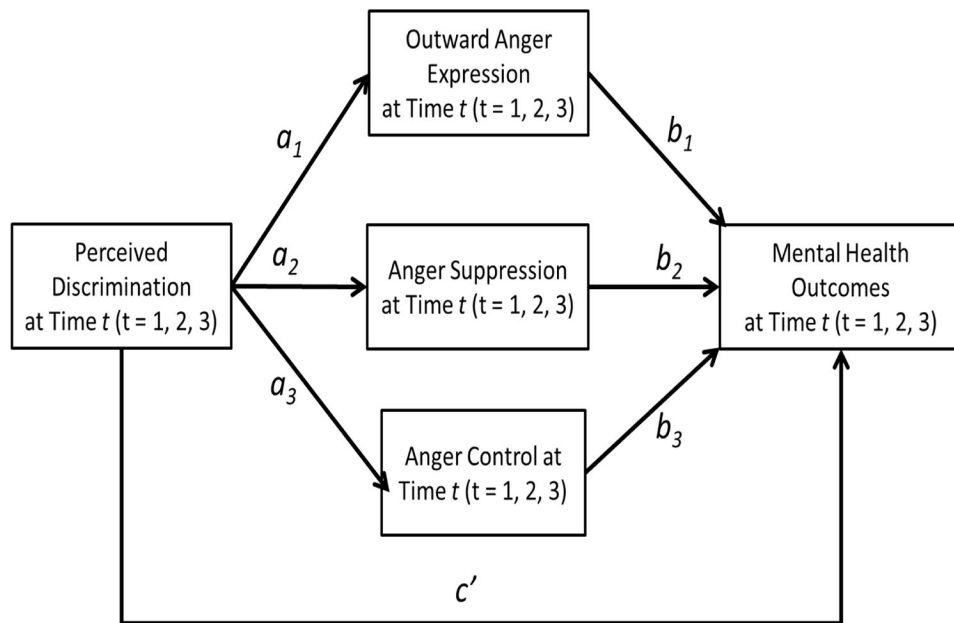 Outward Anger
Expression
at Time t (t = 1, 2, 3)
a1
b1
Perceived
Discrimination
at Time t (t = 1, 2, 3)
a2
Anger Suppression
at Time t (t = 1, 2, 3)
b2
Mental Health
Outcomes
at Time t (t = 1, 2, 3)
a3
Anger Control at
Time t (t = 1, 2, 3)
b3
c’